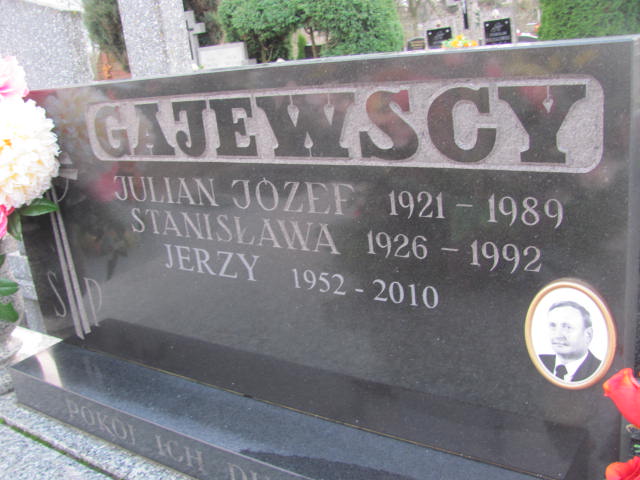 GAJEWSCY
JULIAN JÓZEF 1921 - 1989
STANISŁAWA 1926 - 1992
JERZY 1952 - 2010
Ś P
POKÓJ ICH